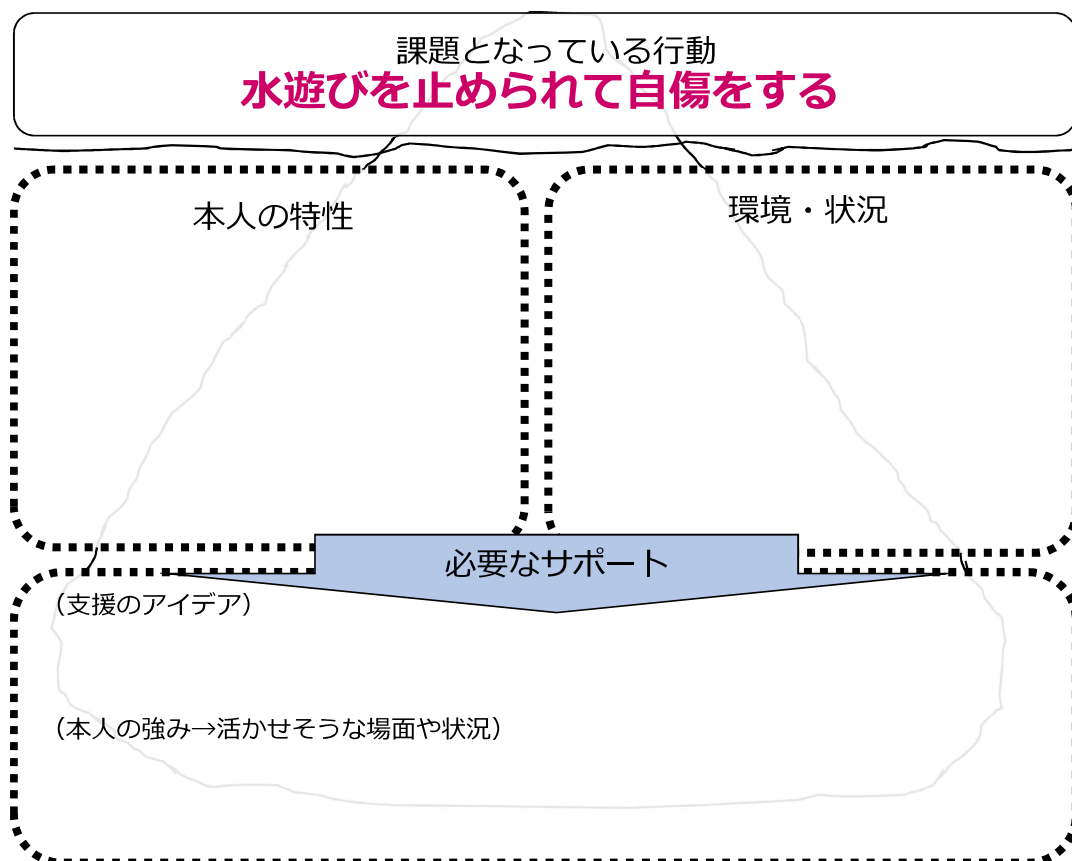 課題となっている行動
水遊びを止められて自傷をする
本人の特性
環境・状況
必要なサポート
（支援のアイデア）
（本人の強み→活かせそうな場面や状況）